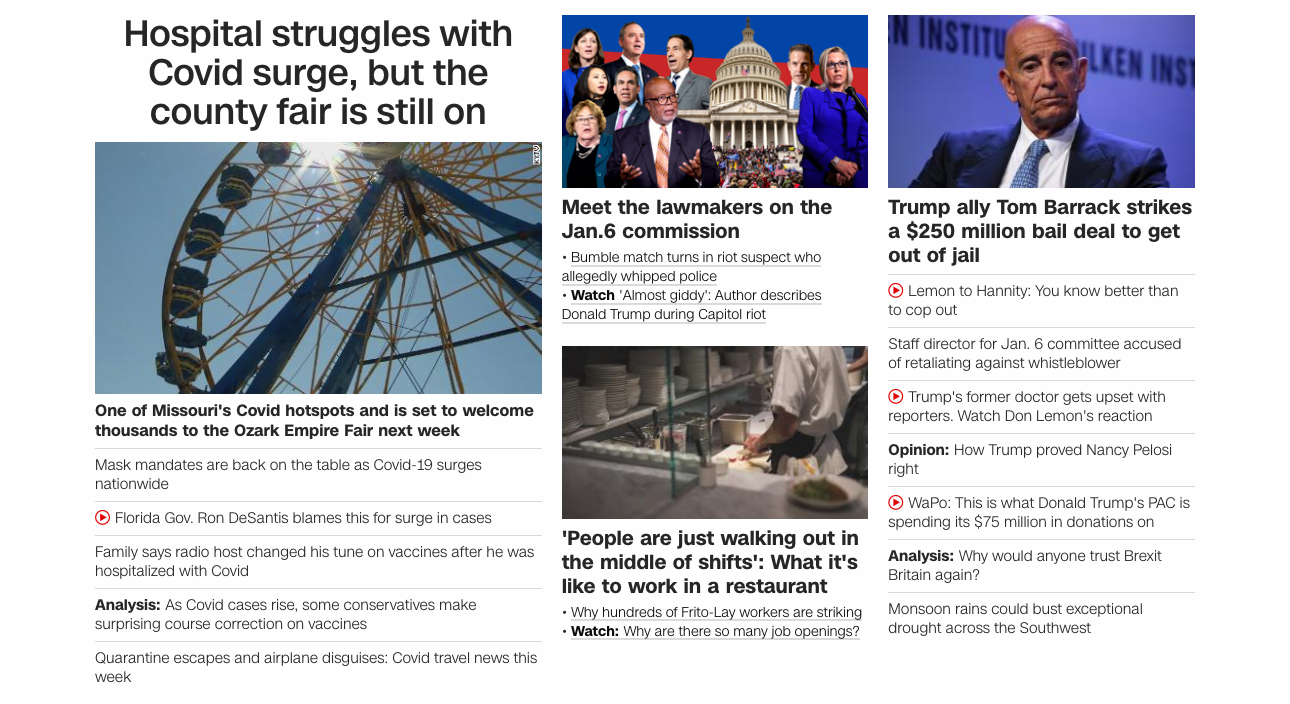 Hospital struggles with
Covid surge, but the
county fair is still on
KTTV
One of Missouri's Covid hotspots and is set to welcome
thousands to the Ozark Empire Fair next week
Mask mandates are back on the table as Covid-19 surges
nationwide
Florida Gov. Ron DeSantis blames this for surge in cases
Family says radio host changed his tune on vaccines after he was
hospitalized with Covid
Analysis: As Covid cases rise, some conservatives make
surprising course correction on vaccines
Quarantine escapes and airplane disguises: Covid travel news this
week
Meet the lawmakers on the
Jan.6 commission
• Bumble match turns in riot suspect who
allegedly whipped police
• Watch 'Almost giddy': Author describes
Donald Trump during Capitol riot
'People are just walking out in
the middle of shifts': What it's
like to work in a restaurant
• Why hundreds of Frito-Lay workers are striking
• Watch: Why are there so many job openings?
EN INSTITU
ILKEN INST
Trump ally Tom Barrack strikes
a $250 million bail deal to get
out of jail
Lemon to Hannity: You know better than
to cop out
Staff director for Jan. 6 committee accused
of retaliating against whistleblower
Trump's former doctor gets upset with
reporters. Watch Don Lemon's reaction
Opinion: How Trump proved Nancy Pelosi
right
WaPo: This is what Donald Trump's PAC is
spending its $75 million in donations on
Analysis: Why would anyone trust Brexit
Britain again?
Monsoon rains could bust exceptional
drought across the Southwest